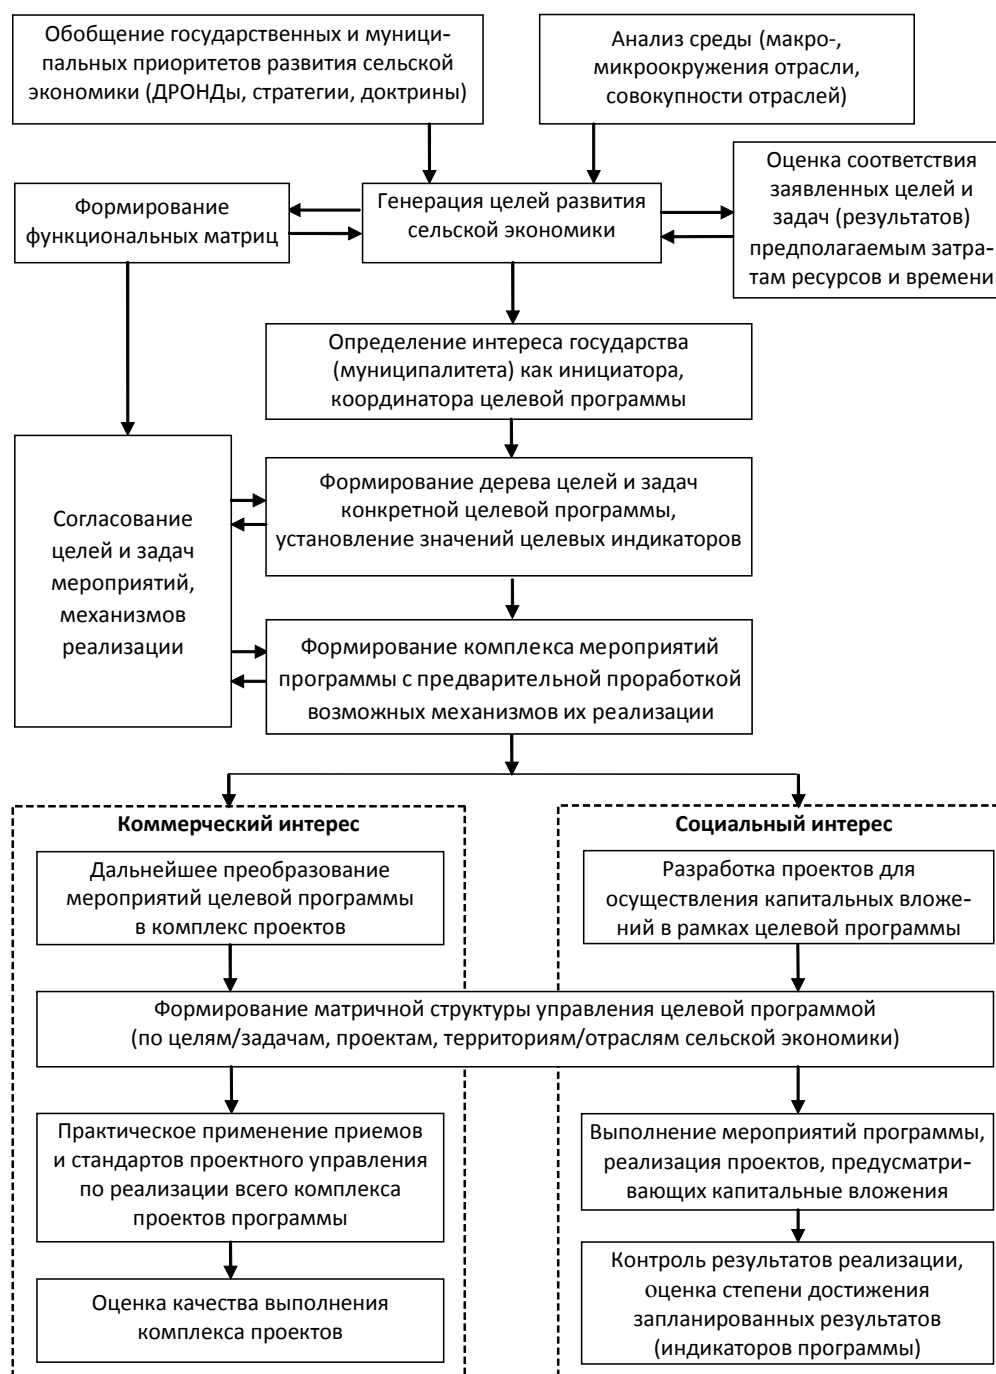 Обобщение государственных и муници-
пальных приоритетов развития сельской
экономики (ДРОНДы, стратегии, доктрины)
Анализ среды (макро-,
микроокружения отрасли,
совокупности отраслей)
Формирование
функциональных матриц
Генерация целей развития
сельской экономики
Оценка соответствия
заявленных целей и
задач (результатов)
предполагаемым затра-
там ресурсов и времени
Определение интереса государства
(муниципалитета) как инициатора,
координатора целевой программы
Согласование
целей и задач
мероприятий,
механизмов
реализации
Формирование дерева целей и задач
конкретной целевой программы,
установление значений целевых индикаторов
Формирование комплекса мероприятий
программы с предварительной проработкой
возможных механизмов их реализации
Коммерческий интерес
Дальнейшее преобразование
мероприятий целевой программы
в комплекс проектов
Социальный интерес
Разработка проектов для
осуществления капитальных вложе-
ний в рамках целевой программы
Формирование матричной структуры управления целевой программой
(по целям/задачам, проектам, территориям/отраслям сельской экономики)
Практическое применение приемов
и стандартов проектного управления
по реализации всего комплекса
проектов программы
Оценка качества выполнения
комплекса проектов
Выполнение мероприятий программы,
реализация проектов, предусматри-
вающих капитальные вложения
Контроль результатов реализации,
оценка степени достижения
запланированных результатов
(индикаторов программы)